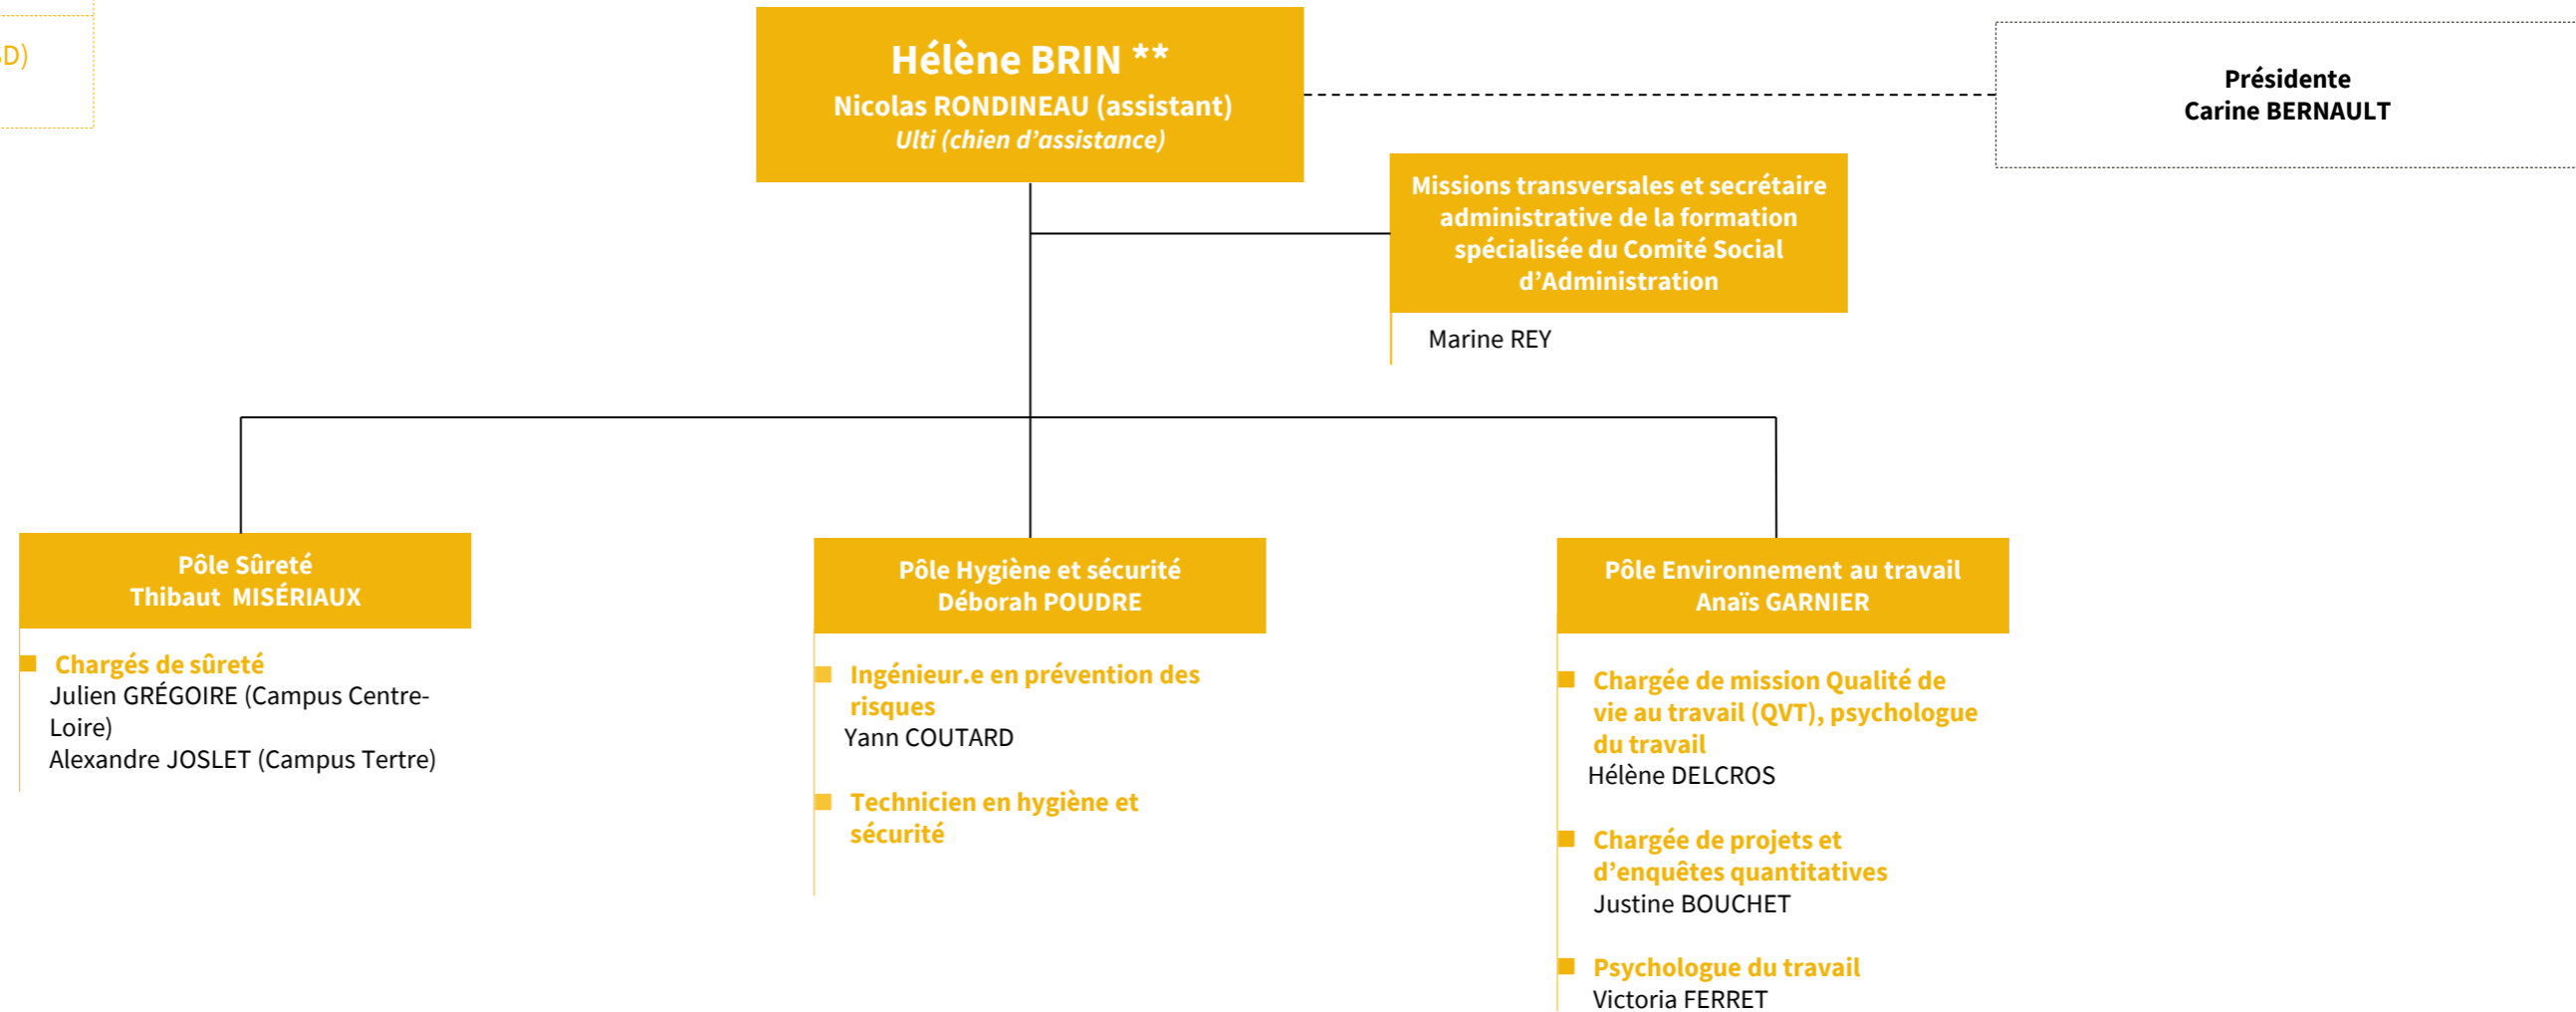 D)
Hélène BRIN **
Nicolas RONDINEAU (assistant)
Ulti (chien d’assistance)
Présidente
Carine BERNAULT
Missions transversales et secrétaire
administrative de la formation
spécialisée du Comité Social
d’Administration
Marine REY
Pôle Sûreté
Thibaut MISÉRIAUX
Chargés de sûreté
Julien GRÉGOIRE (Campus Centre-
Loire)
Alexandre JOSLET (Campus Tertre)
Pôle Hygiène et sécurité
Déborah POUDRE
Ingénieur.e en prévention des
risques
Yann COUTARD
Technicien en hygiène et
sécurité
Pôle Environnement au travail
Anaïs GARNIER
Chargée de mission Qualité de
vie au travail (QVT), psychologue
du travail
Hélène DELCROS
Chargée de projets et
d’enquêtes quantitatives
Justine BOUCHET
Psychologue du travail
Victoria FERRET